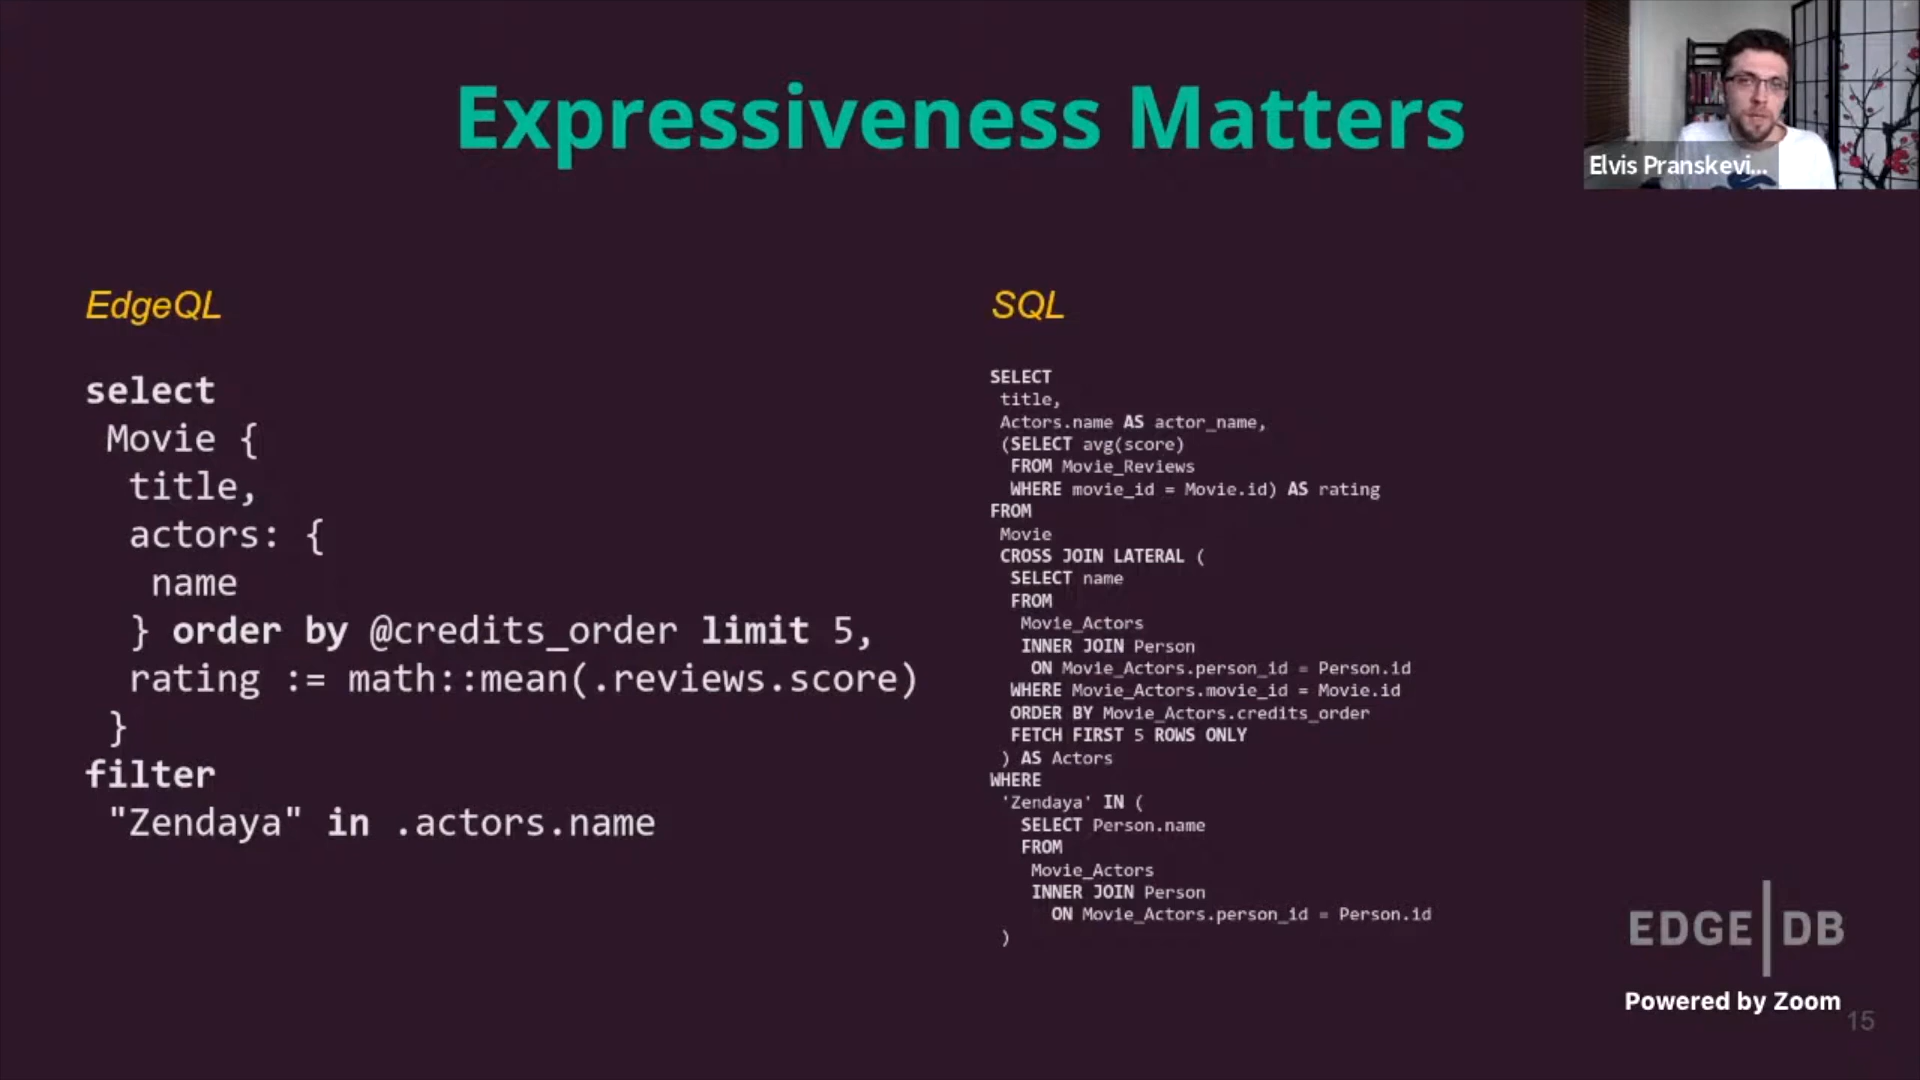 Expressiveness Matters
Elvis Pranskevi...
EdgeQL
select
Movie {
title,
actors: {
name
} order by @credits_order limit 5,
rating := math::mean(.reviews.score)
}
filter
"Zendaya" in .actors.name
SQL
SELECT
title,
Actors.name AS actor_name,
(SELECT avg(score)
FROM Movie_Reviews
WHERE movie_id = Movie.id) AS rating
FROM
Movie
CROSS JOIN LATERAL (
SELECT name
FROM
Movie_Actors
INNER JOIN Person
ON Movie_Actors.person_id = Person.id
WHERE Movie_Actors.movie_id = Movie.id
ORDER BY Movie_Actors.credits_order
FETCH FIRST 5 ROWS ONLY
) AS Actors
WHERE
'Zendaya' IN (
SELECT Person.name
FROM
Movie_Actors
INNER JOIN Person
ON Movie_Actors.person_id = Person.id
)
EDGE|DB
Powered by Zoom
15